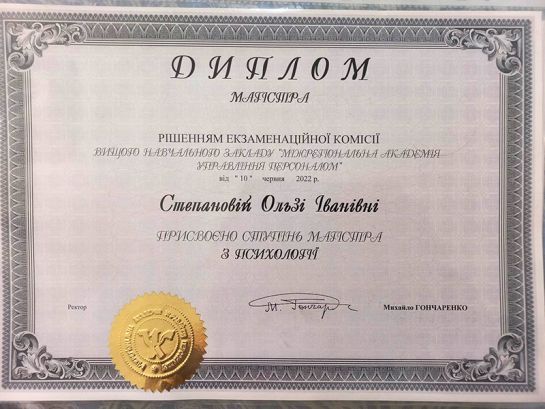 ДИПЛОМ
МАГІСТРА
РІШЕННЯМ ЕКЗАМЕНАЦІЙНОЇ КОМІСІЇ
ВИЩОГО НАВЧАЛЬНОГО ЗАКЛАДУ "МІЖРЕГІОНАЛЬНА АКАДЕМІЯ
УПРАВЛІННЯ ПЕРСОНАЛОМ"
від "10" червня 2022 р.
Степановій Ользі Іванівні
ПРИСВОЄНО СТУПІНЬ МАГІСТРА
З ПСИХОЛОГІЇ
Ректор
М. Гончар
Михайло ГОНЧАРЕНКО